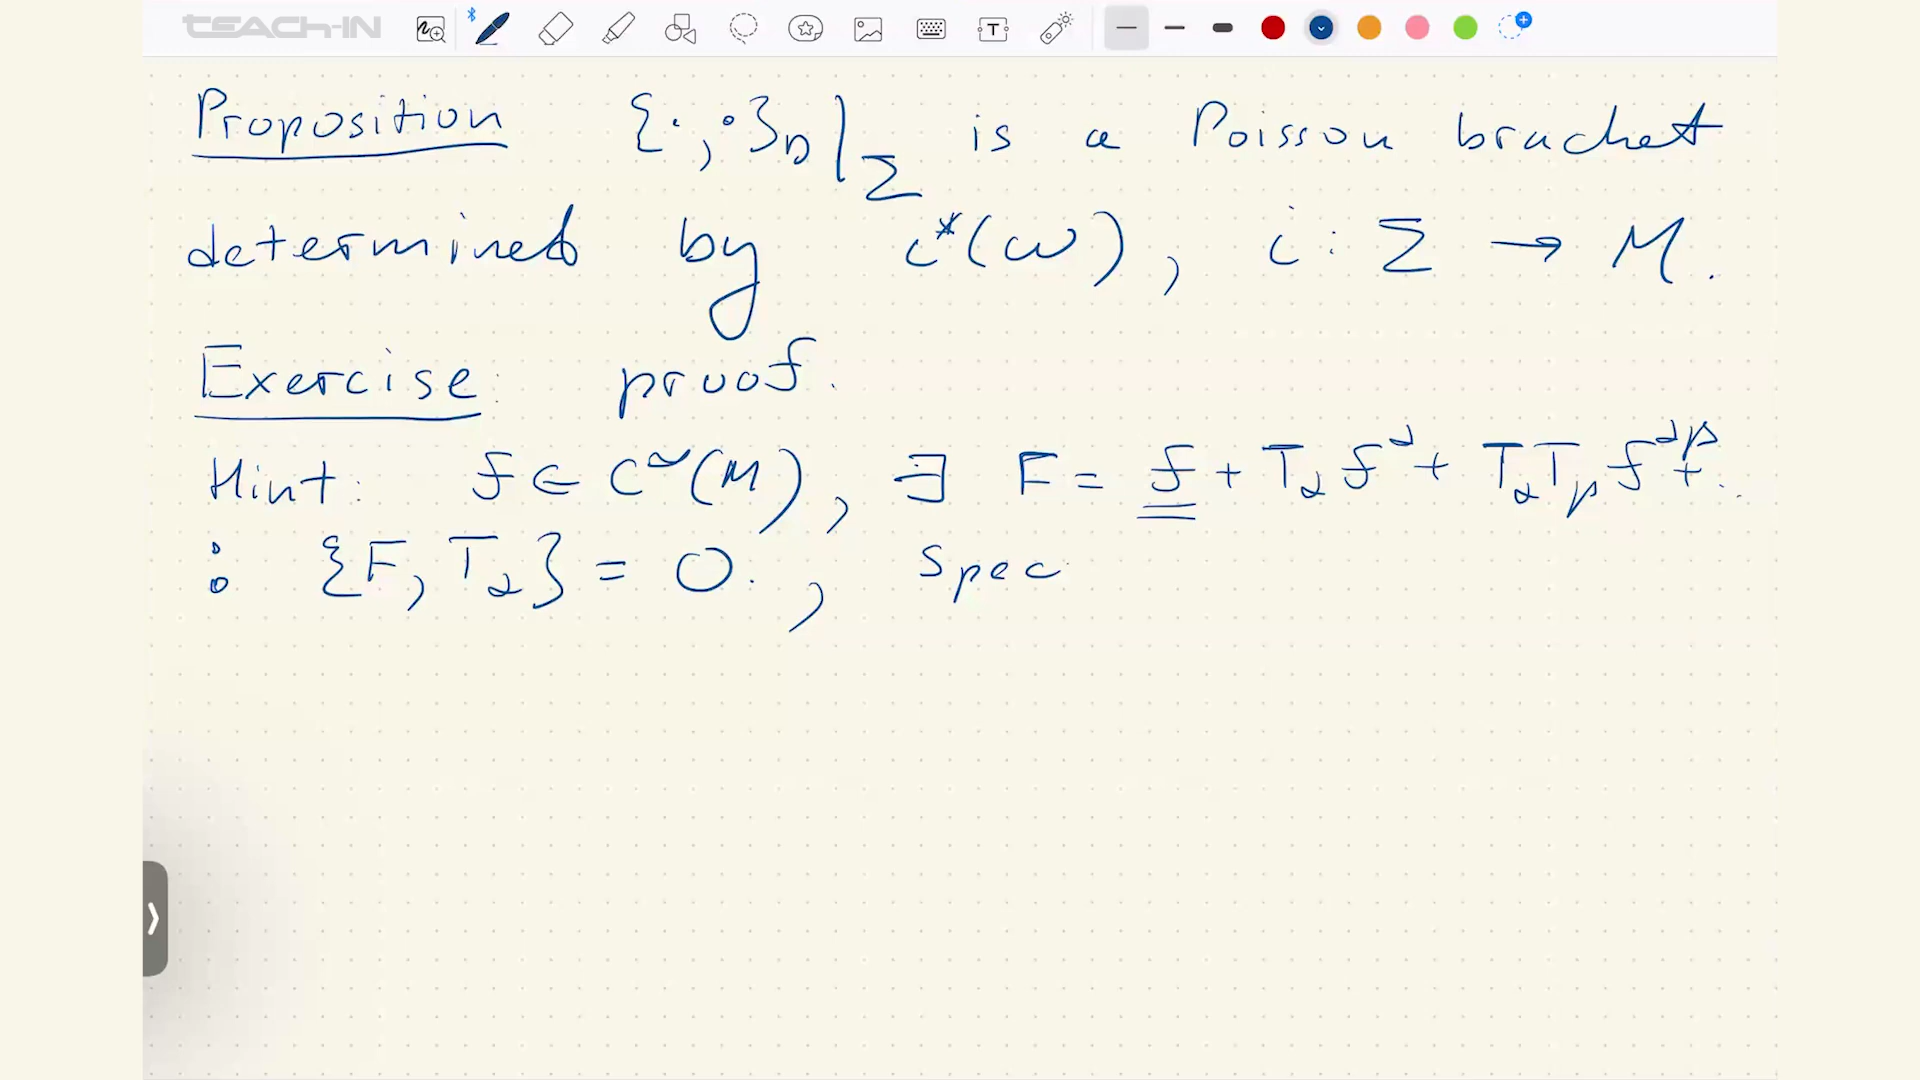 TEACH-IN
Proposition {·,·}_D|_Σ is a Poisson bracket
determined by i*(ω), i: Σ → M.
Exercise: proof.
Hint: f ∈ C^∞(M), ∃ F = f + T_α f^α + T_α T_β f^{αβ} + ..
: {F, T_α} = 0. , Spec